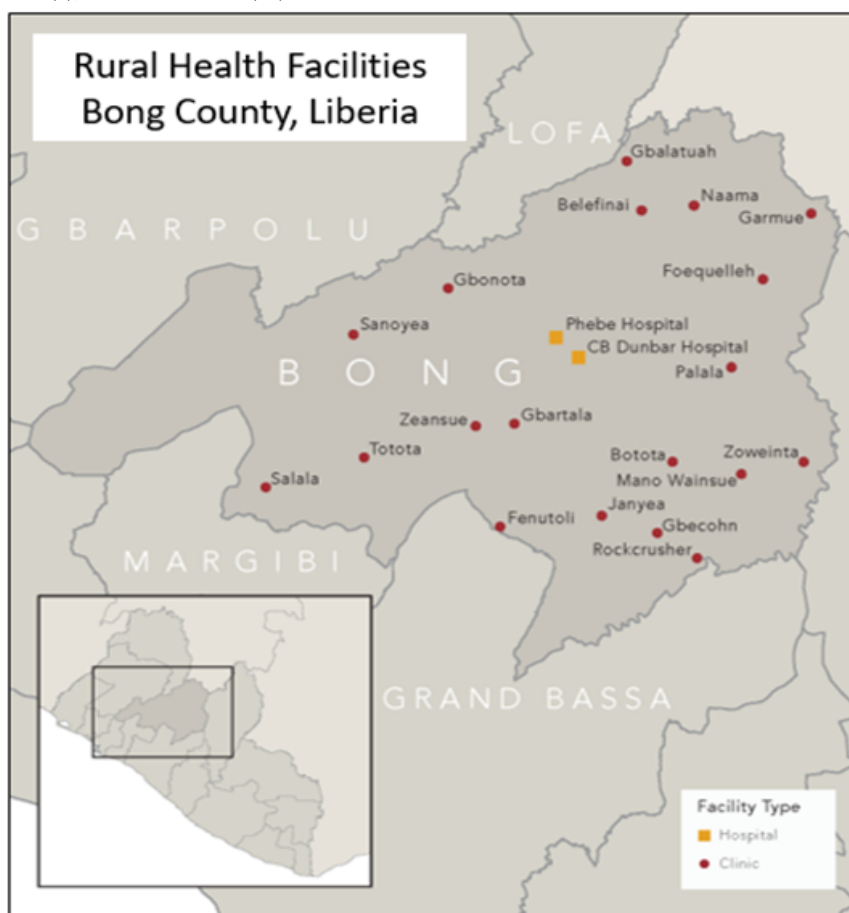 Rural Health Facilities
Bong County, Liberia
LOFA
Gbalatuah
Naama
Belefinai
Garmue
GBARPOLU
Foequelleh
Gbonota
Sanoyea
Phebe Hospital
CB Dunbar Hospital
BONG
Palala
Gbartala
Zeansue
Totota
Botota
Zoweinta
Salala
Mano Wainsue
Janyea
Fenutoli
Gbecohn
Rockcrusher
MARGIBI
GRAND BASSA
Facility Type
Hospital
Clinic